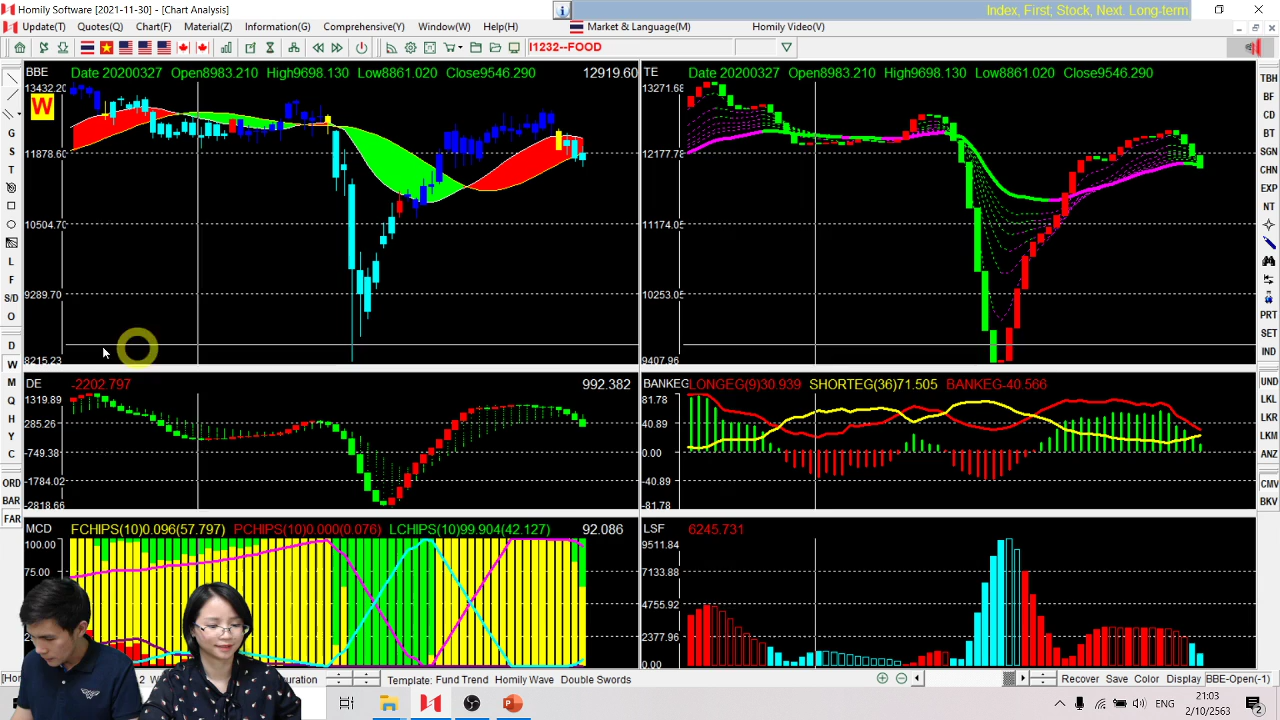 Homily Software [2021-11-30] - [Chart Analysis]
Index, First; Stock, Next. Long-term
Update(T) Quotes(Q) Chart(F) Material(Z) Information(G) Comprehensive(Y) Window(W) Help(H) Market & Language(M) Homily Video(V)
I1232--FOOD
BBE Date 20200327 Open8983.210 High9698.130 Low8861.020 Close9546.290 12919.60
13432.20
W
11878.60
10504.70
9289.70
8215.23
TE Date 20200327 Open8983.210 High9698.130 Low8861.020 Close9546.290
13271.68
12177.7
11174.05
10253.05
9407.96
DE -2202.797 992.382
1319.89
285.26
-749.38
-1784.02
-2818.66
BANKEG LONGEG(9)30.939 SHORTEG(36)71.505 BANKEG-40.566
81.78
40.89
0.00
-40.89
-81.78
MCD FCHIPS(10)0.096(57.797) PCHIPS(10)0.000(0.076) LCHIPS(10)99.904(42.127) 92.086
100.00
75.00
LSF 6245.731
9511.84
7133.88
4755.92
2377.96
0.00
G
S
T
L
F
S/D
O
D
W
M
Q
H
Y
C
ORD
BAR
FAR
TBH
BF
CD
BT
SGN
CHN
EXP
NT
PRT
SET
IND
UND
LKL
LKR
LKM
ANZ
CMV
BKV
Template: Fund Trend Homily Wave Double Swords
Recover Save Color Display BBE-Open(-1)
ENG
21:03
2/10/2563
2